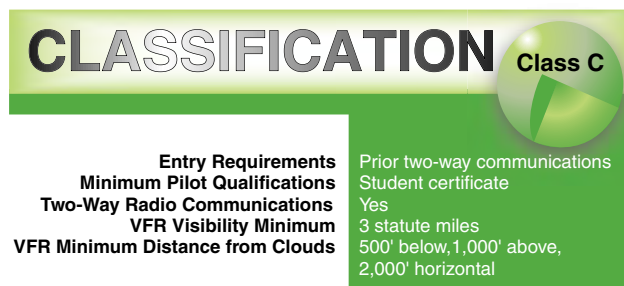 CLASSIFICATION
Class C
Entry Requirements Prior two-way communications
Minimum Pilot Qualifications Student certificate
Two-Way Radio Communications Yes
VFR Visibility Minimum 3 statute miles
VFR Minimum Distance from Clouds 500' below,1,000' above,
2,000' horizontal